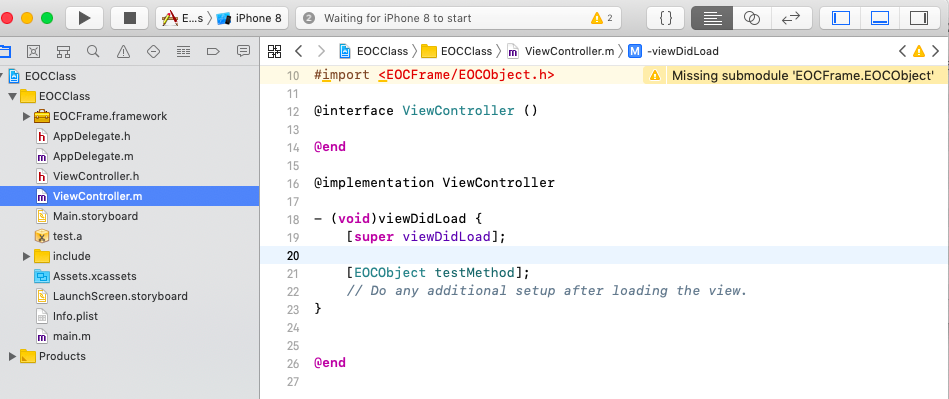 E...s 〉 iPhone 8
2 Waiting for iPhone 8 to start
2
EOCClass 〉 EOCClass 〉 ViewController.m 〉 M -viewDidLoad
EOCClass
EOCClass
EOCFrame.framework
h AppDelegate.h
m AppDelegate.m
h ViewController.h
m ViewController.m
Main.storyboard
test.a
include
Assets.xcassets
LaunchScreen.storyboard
Info.plist
m main.m
Products
10 #import <EOCFrame/EOCObject.h> Missing submodule 'EOCFrame.EOCObject'
11
12 @interface ViewController ()
13
14 @end
15
16 @implementation ViewController
17
18 - (void)viewDidLoad {
19 [super viewDidLoad];
20
21 [EOCObject testMethod];
22 // Do any additional setup after loading the view.
23 }
24
25
26 @end
27